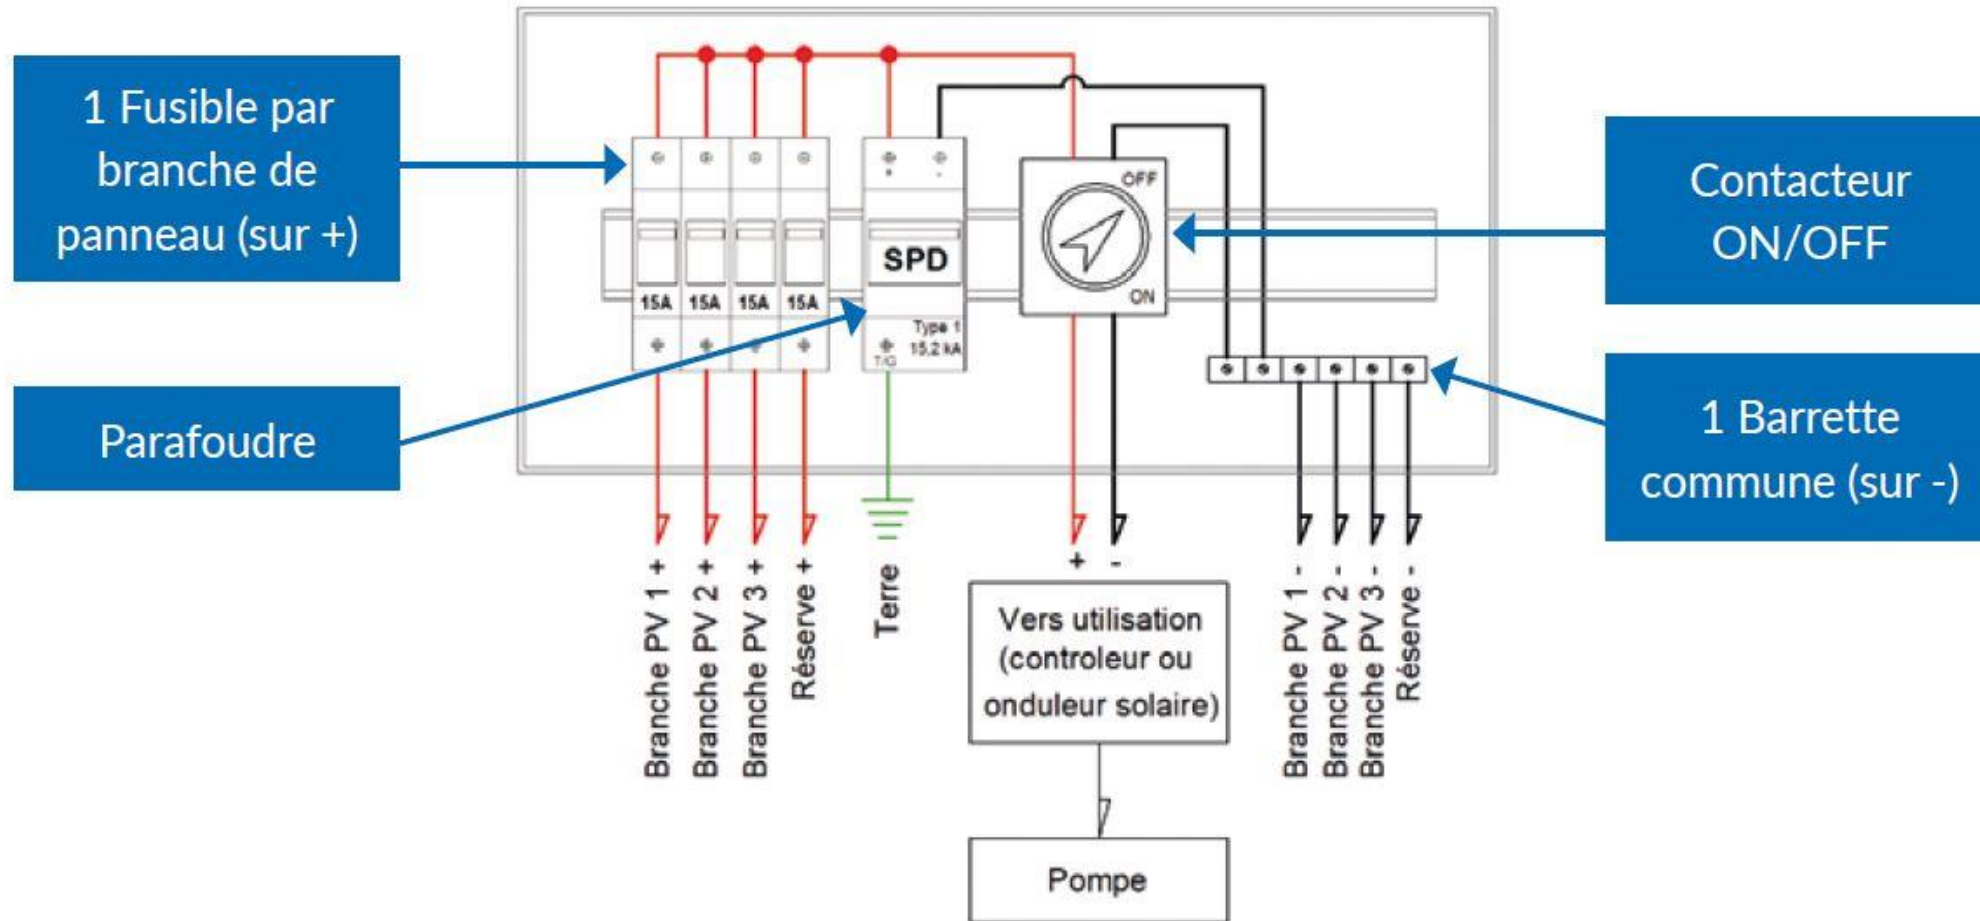 1 Fusible par
branche de
panneau (sur +)
Parafoudre
15A
15A
15A
15A
+
-
SPD
Type 1
15,2 kA
T/G
OFF
ON
Contacteur
ON/OFF
1 Barrette
commune (sur -)
Branche PV 1 +
Branche PV 2 +
Branche PV 3 +
Réserve +
Terre
+
-
Vers utilisation
(controleur ou
onduleur solaire)
Pompe
Branche PV 1 -
Branche PV 2 -
Branche PV 3 -
Réserve -